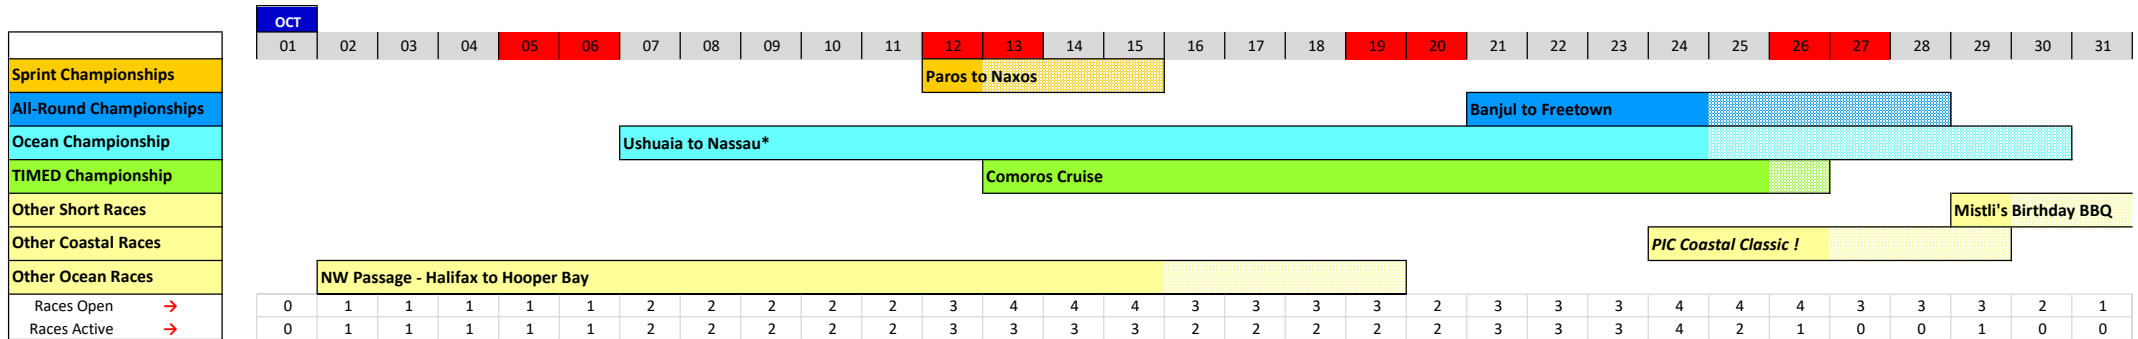 OCT
01 02 03 04 05 06 07 08 09 10 11 12 13 14 15 16 17 18 19 20 21 22 23 24 25 26 27 28 29 30 31
Sprint Championships Paros to Naxos
All-Round Championships Banjul to Freetown
Ocean Championship Ushuaia to Nassau*
TIMED Championship Comoros Cruise
Other Short Races Mistli's Birthday BBQ
Other Coastal Races PIC Coastal Classic !
Other Ocean Races NW Passage - Halifax to Hooper Bay
Races Open → 0 1 1 1 1 1 2 2 2 2 2 3 4 4 4 3 3 3 3 2 3 3 3 4 4 4 3 3 3 2 1
Races Active → 0 1 1 1 1 1 2 2 2 2 2 3 3 3 3 2 2 2 2 2 3 3 3 4 2 1 0 0 1 0 0